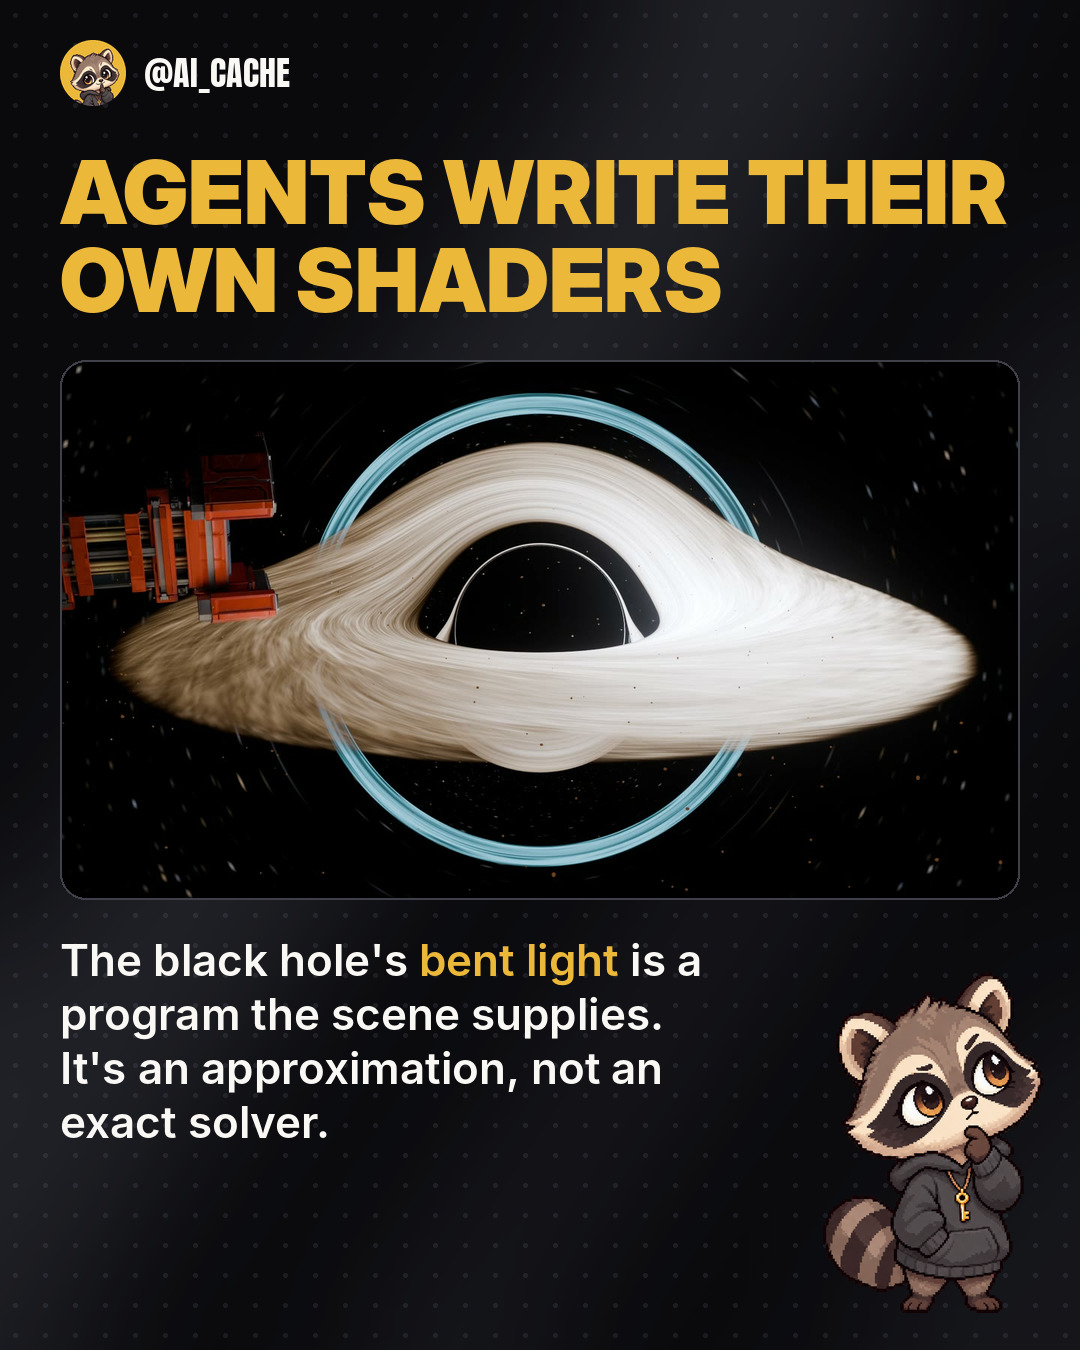 @AI_CACHE
AGENTS WRITE THEIR
OWN SHADERS
The black hole's bent light is a
program the scene supplies.
It's an approximation, not an
exact solver.